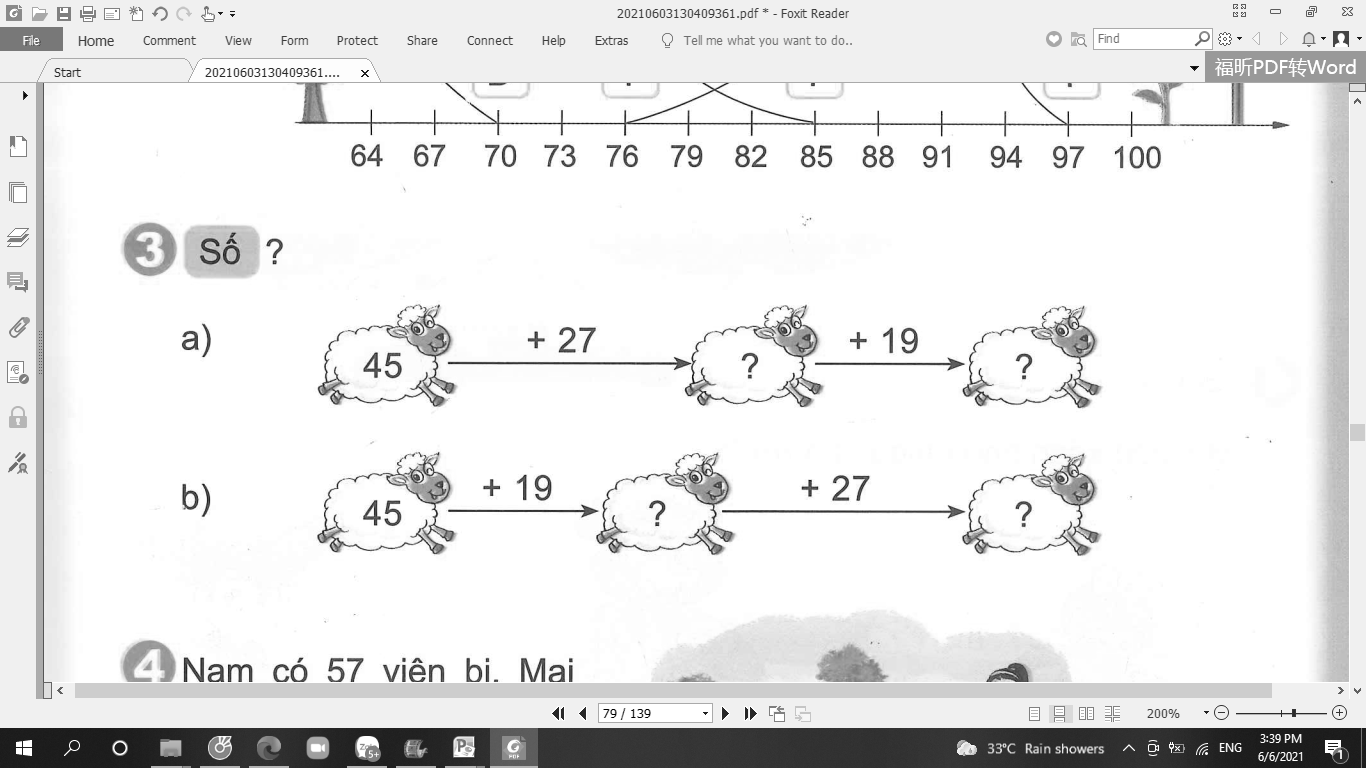 20210603130409361.pdf * - Foxit Reader
File Home Comment View Form Protect Share Connect Help Extras Tell me what you want to do.. Find
Start 20210603130409361.... × 福昕PDF转Word
64 67 70 73 76 79 82 85 88 91 94 97 100
3 Số ?
a) 45 + 27 ? + 19 ?
b) 45 + 19 ? + 27 ?
4 Nam có 57 viên bi. Mai
79 / 139 200%
33°C Rain showers ENG 3:39 PM
6/6/2021